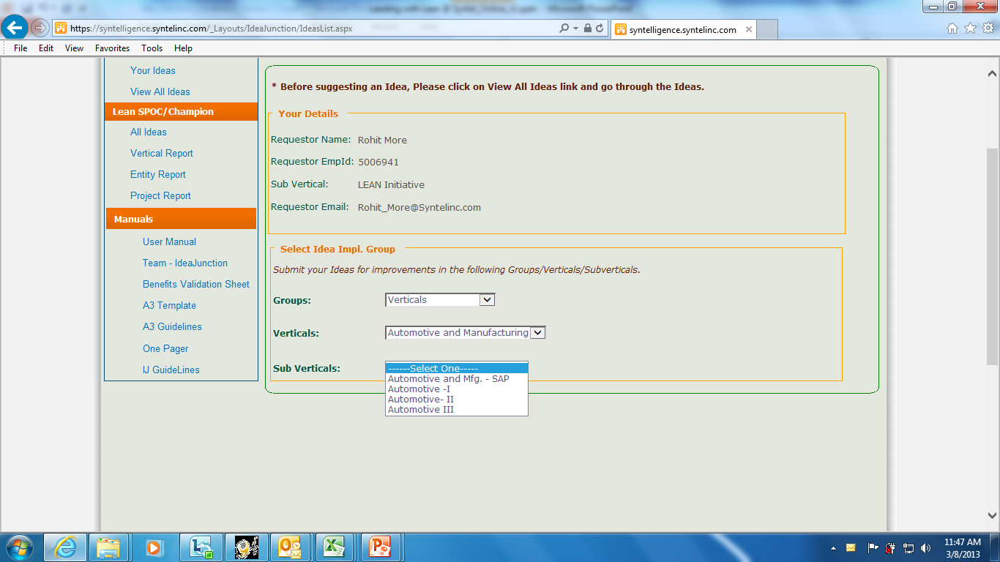 https://syntelligence.syntelinc.com/_Layouts/IdeaJunction/IdeasList.aspx
syntelligence.syntelinc.com
File Edit View Favorites Tools Help
Your Ideas
View All Ideas
Lean SPOC/Champion
All Ideas
Vertical Report
Entity Report
Project Report
Manuals
User Manual
Team - IdeaJunction
Benefits Validation Sheet
A3 Template
A3 Guidelines
One Pager
IJ GuideLines
* Before suggesting an Idea, Please click on View All Ideas link and go through the Ideas.
Your Details
Requestor Name: Rohit More
Requestor EmpId: 5006941
Sub Vertical: LEAN Initiative
Requestor Email: Rohit_More@Syntelinc.com
Select Idea Impl. Group
Submit your Ideas for improvements in the following Groups/Verticals/Subverticals.
Groups: Verticals
Verticals: Automotive and Manufacturing
Sub Verticals: ------Select One-----
Automotive and Mfg. - SAP
Automotive -I
Automotive- II
Automotive III
11:47 AM
3/8/2013